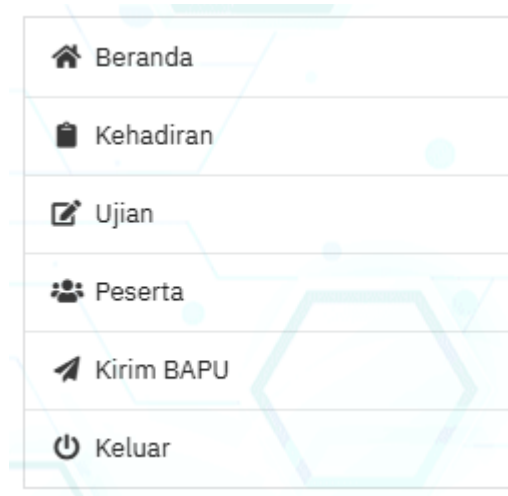 Beranda
Kehadiran
Ujian
Peserta
Kirim BAPU
Keluar